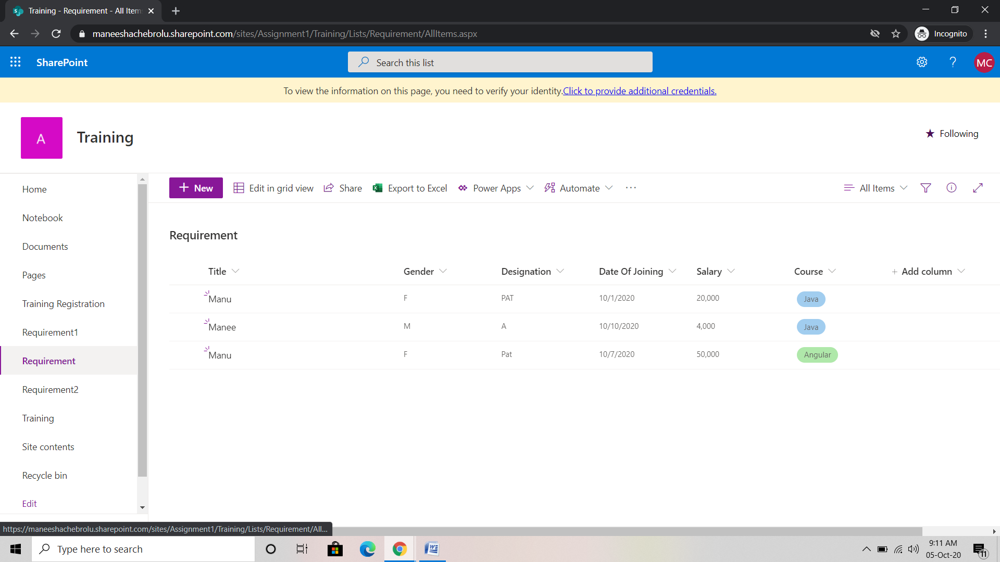 Training - Requirement - All Item
maneeshachebrolu.sharepoint.com/sites/Assignment1/Training/Lists/Requirement/AllItems.aspx
Incognito
SharePoint
Search this list
MC
To view the information on this page, you need to verify your identity.Click to provide additional credentials.
A
Training
Following
Home
Notebook
Documents
Pages
Training Registration
Requirement1
Requirement
Requirement2
Training
Site contents
Recycle bin
Edit
New Edit in grid view Share Export to Excel Power Apps Automate ··· All Items
Requirement
Title Gender Designation Date Of Joining Salary Course + Add column
Manu F PAT 10/1/2020 20,000 Java
Manee M A 10/10/2020 4,000 Java
Manu F Pat 10/7/2020 50,000 Angular
https://maneeshachebrolu.sharepoint.com/sites/Assignment1/Training/Lists/Requirement/All...
Type here to search
9:11 AM
05-Oct-20
11